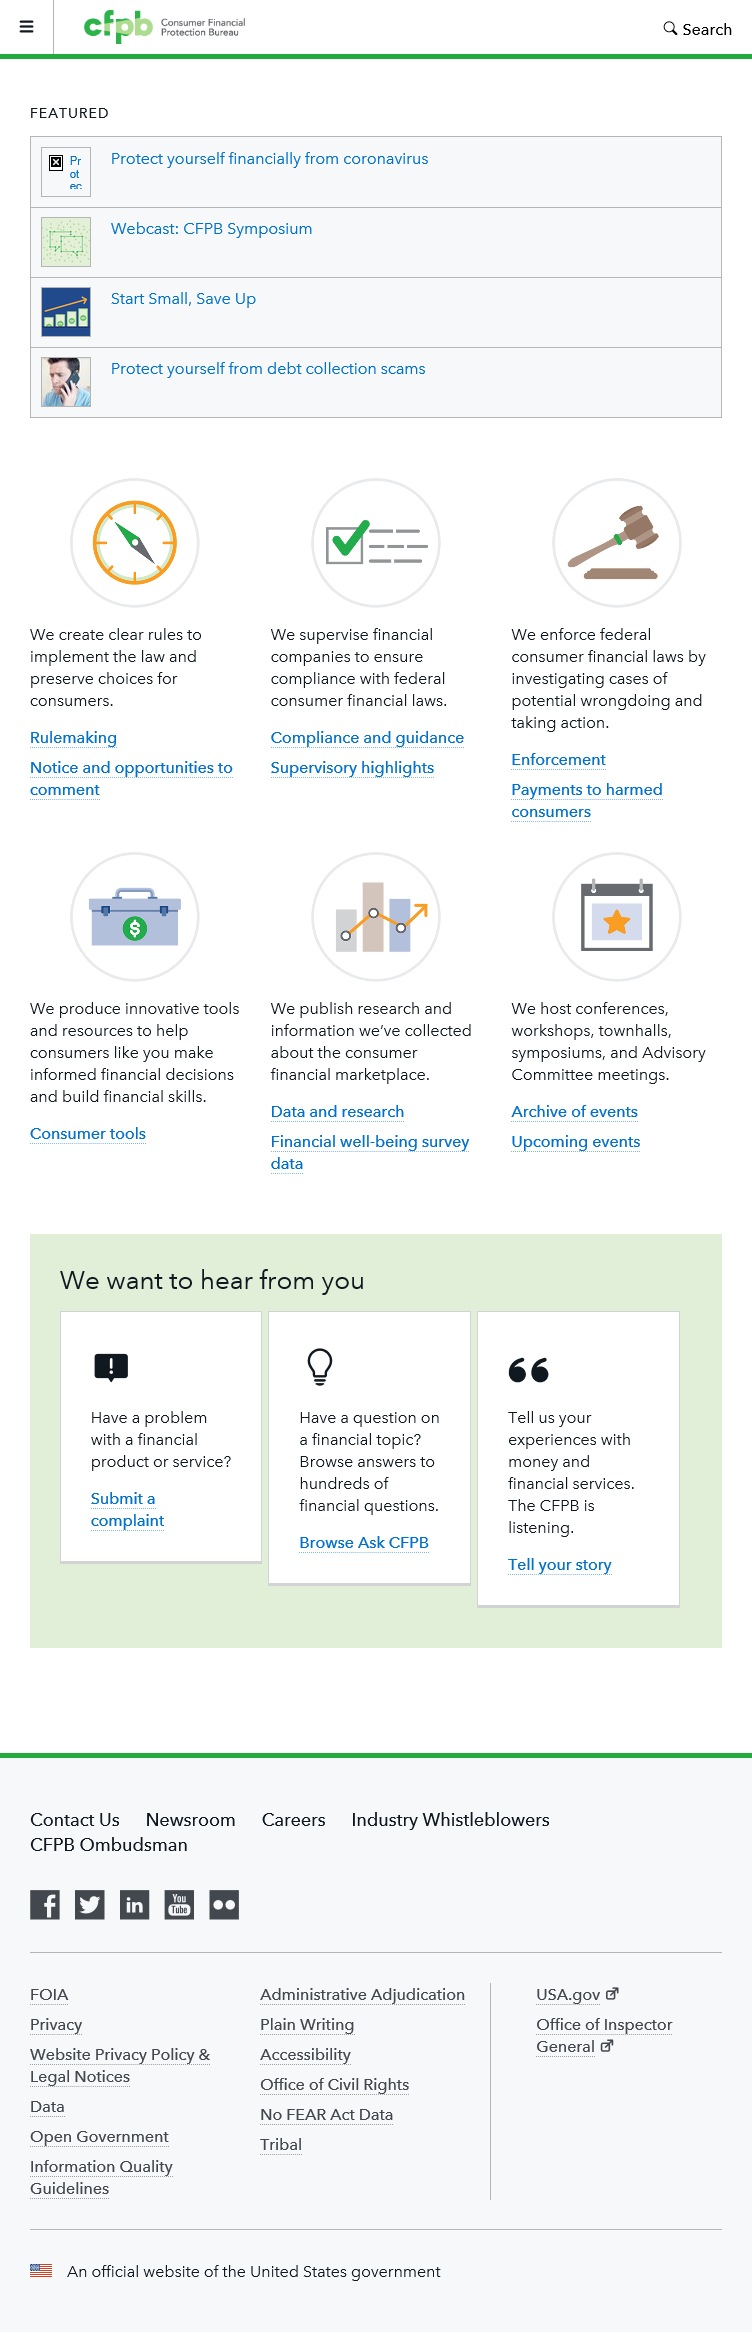 cfpb Consumer Financial
Protection Bureau
Search
FEATURED
Pr
ot
ec
Protect yourself financially from coronavirus
Webcast: CFPB Symposium
Start Small, Save Up
Protect yourself from debt collection scams
We create clear rules to
implement the law and
preserve choices for
consumers.
Rulemaking
Notice and opportunities to
comment
We supervise financial
companies to ensure
compliance with federal
consumer financial laws.
Compliance and guidance
Supervisory highlights
We enforce federal
consumer financial laws by
investigating cases of
potential wrongdoing and
taking action.
Enforcement
Payments to harmed
consumers
$
We produce innovative tools
and resources to help
consumers like you make
informed financial decisions
and build financial skills.
Consumer tools
We publish research and
information we’ve collected
about the consumer
financial marketplace.
Data and research
Financial well-being survey
data
We host conferences,
workshops, townhalls,
symposiums, and Advisory
Committee meetings.
Archive of events
Upcoming events
We want to hear from you
Have a problem
with a financial
product or service?
Submit a
complaint
Have a question on
a financial topic?
Browse answers to
hundreds of
financial questions.
Browse Ask CFPB
Tell us your
experiences with
money and
financial services.
The CFPB is
listening.
Tell your story
Contact Us Newsroom Careers Industry Whistleblowers
CFPB Ombudsman
f in You
Tube
FOIA
Privacy
Website Privacy Policy &
Legal Notices
Data
Open Government
Information Quality
Guidelines
Administrative Adjudication
Plain Writing
Accessibility
Office of Civil Rights
No FEAR Act Data
Tribal
USA.gov
Office of Inspector
General
An official website of the United States government